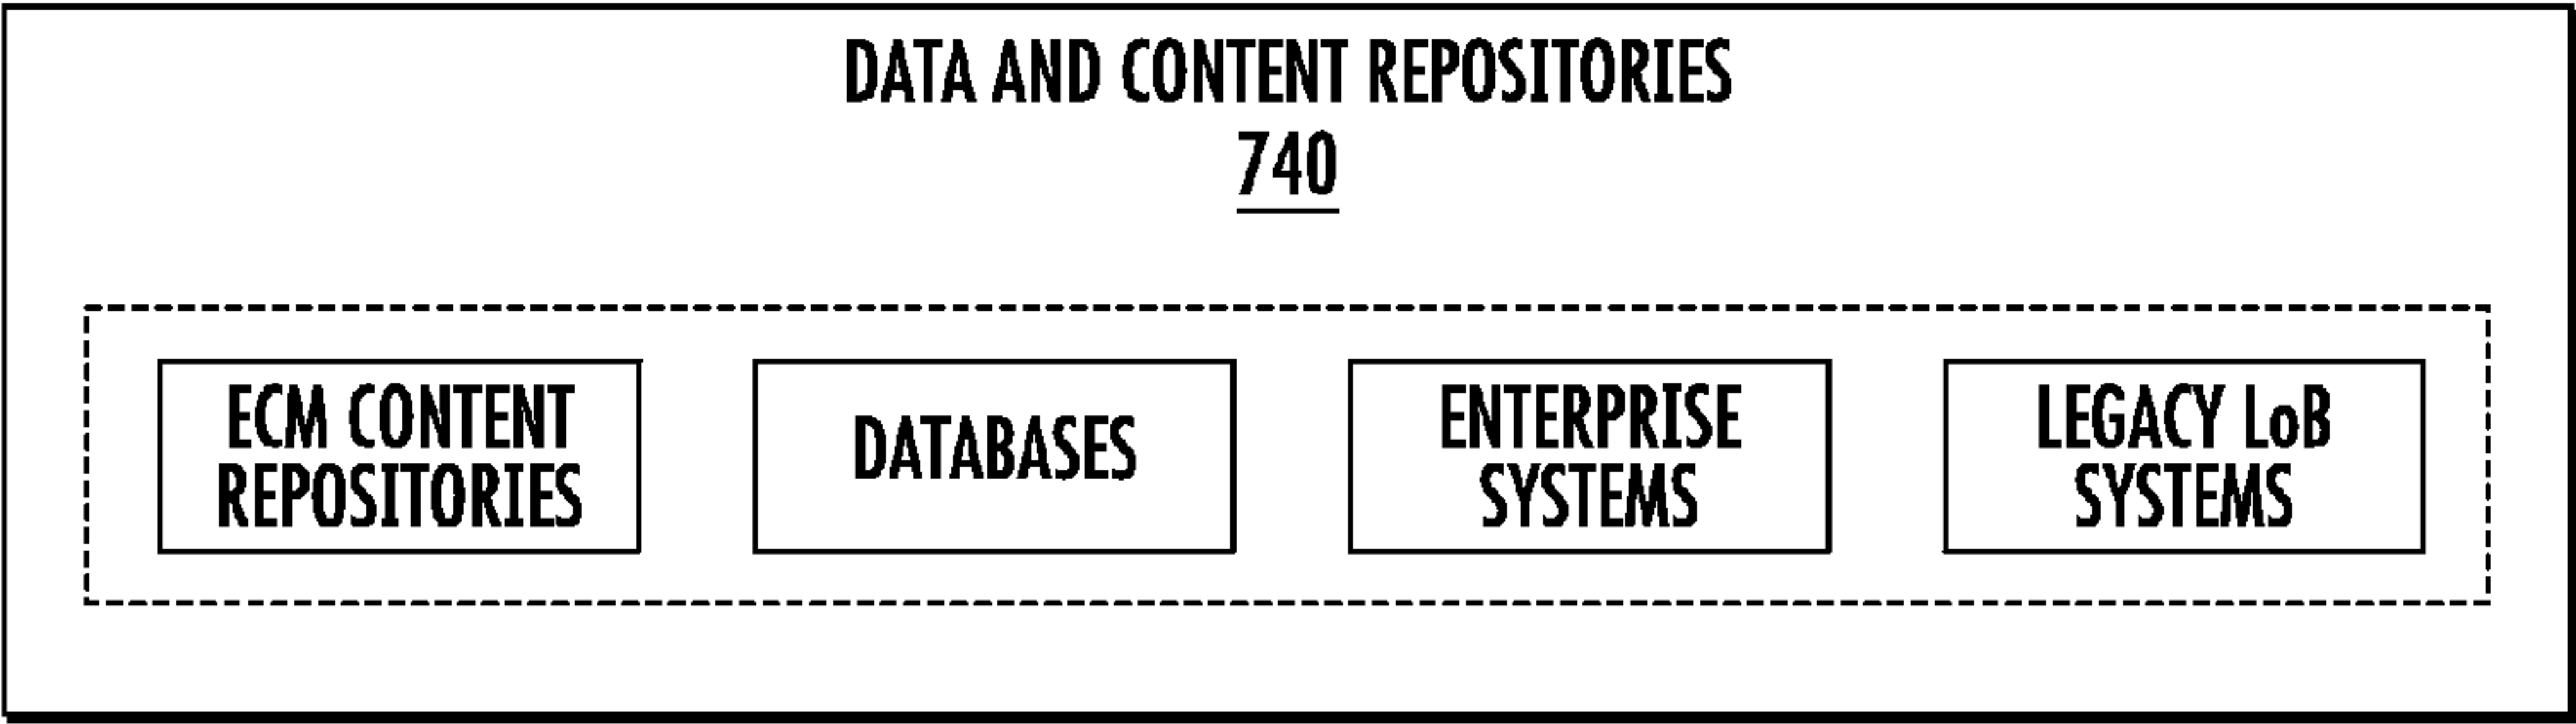 DATA AND CONTENT REPOSITORIES
740
ECM CONTENT
REPOSITORIES
DATABASES
ENTERPRISE
SYSTEMS
LEGACY LoB
SYSTEMS